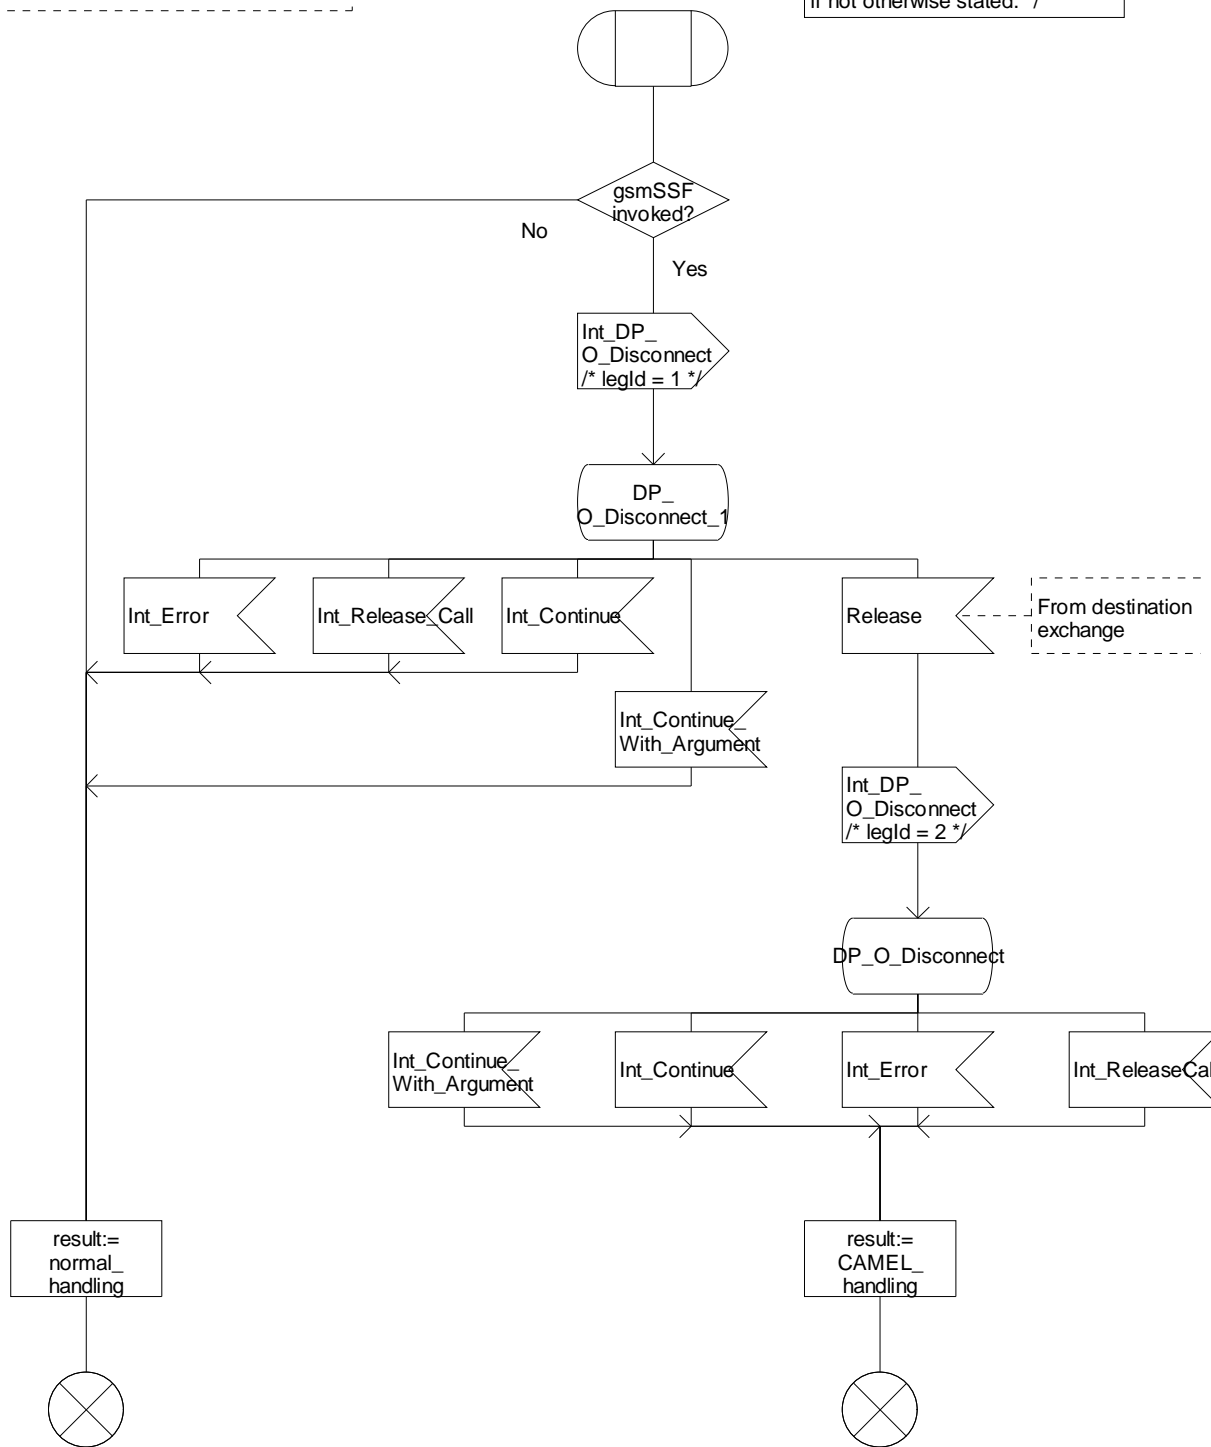 if not otherwise stated. */
gsmSSF
invoked?
No
Yes
Int_DP_
O_Disconnect
/* legId = 1 */
DP_
O_Disconnect_1
Int_Error
Int_Release_Call
Int_Continue
Release
From destination
exchange
Int_Continue_
With_Argument
Int_DP_
O_Disconnect
/* legId = 2 */
DP_O_Disconnect
Int_Continue_
With_Argument
Int_Continue
Int_Error
Int_ReleaseCal
result:=
normal_
handling
result:=
CAMEL_
handling